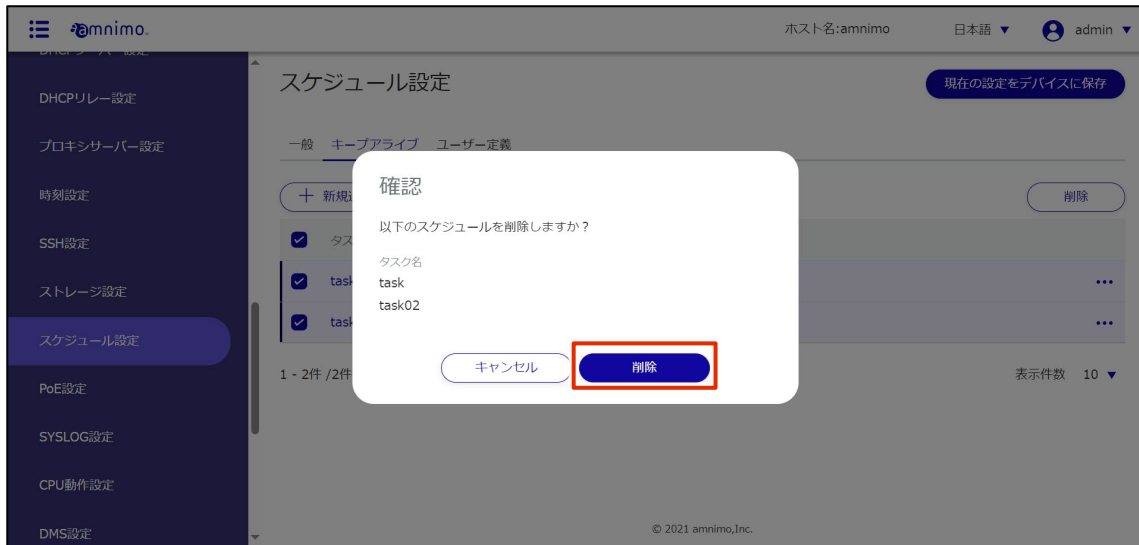 amnimo.
ホスト名:amnimo
日本語 ▼
admin ▼
DHCPリレー設定
プロキシサーバー設定
時刻設定
SSH設定
ストレージ設定
スケジュール設定
PoE設定
SYSLOG設定
CPU動作設定
DMS設定
スケジュール設定
現在の設定をデバイスに保存
一般 キープアライブ ユーザー定義
+ 新規
削除
タス
task
task
1 - 2件 /2件
表示件数 10 ▼
確認
以下のスケジュールを削除しますか？
タスク名
task
task02
キャンセル
削除
© 2021 amnimo,Inc.